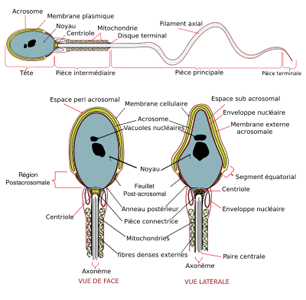 Acrosome
Membrane plasmique
Noyau
Centriole
Mitochondrie
Disque terminal
Filament axial
Tête
Pièce intermédiaire
Pièce principale
Pièce terminale
Espace peri acrosomal
Membrane cellulaire
Espace sub acrosomal
Enveloppe nucléaire
Acrosome
Vacuoles nucléaires
Membrane externe
acrosomale
Noyau
Région
Postacrosomale
Feuillet
Post-acrosomal
Segment équatorial
Centriole
Anneau postérieur
Enveloppe nucléaire
Centriole
Pièce connectrice
Mitochondries
fibres denses externes
Paire centrale
Axonème
Axonème
VUE DE FACE
VUE LATÉRALE